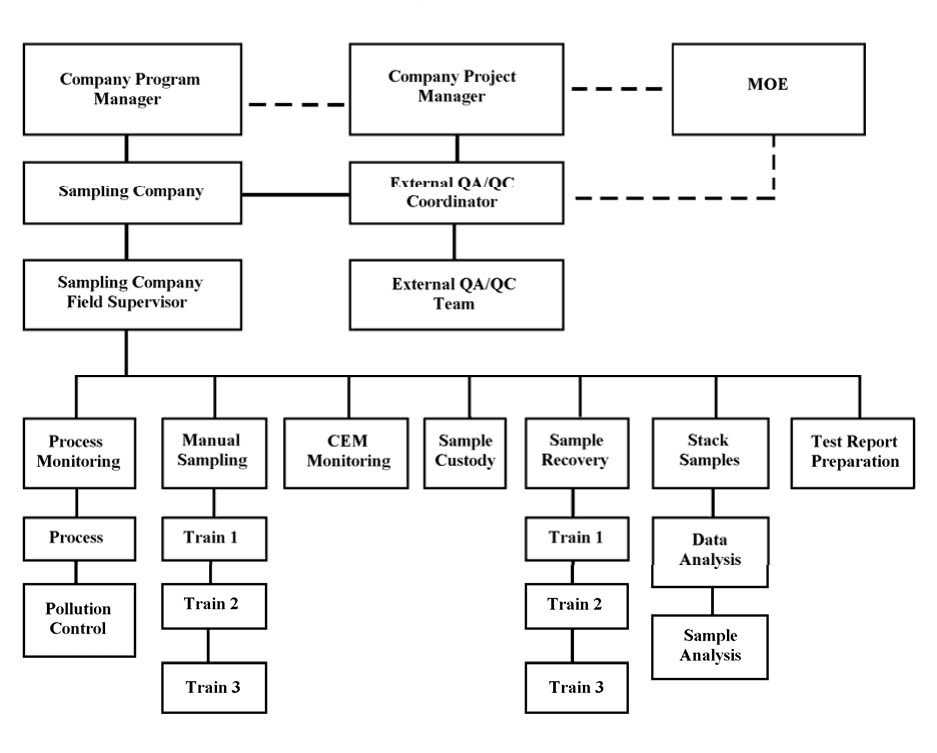 Company Program
Manager
Company Project
Manager
MOE
Sampling Company
External QA/QC
Coordinator
Sampling Company
Field Supervisor
External QA/QC
Team
Process
Monitoring
Manual
Sampling
CEM
Monitoring
Sample
Custody
Sample
Recovery
Stack
Samples
Test Report
Preparation
Process
Train 1
Train 1
Data
Analysis
Pollution
Control
Train 2
Train 2
Sample
Analysis
Train 3
Train 3